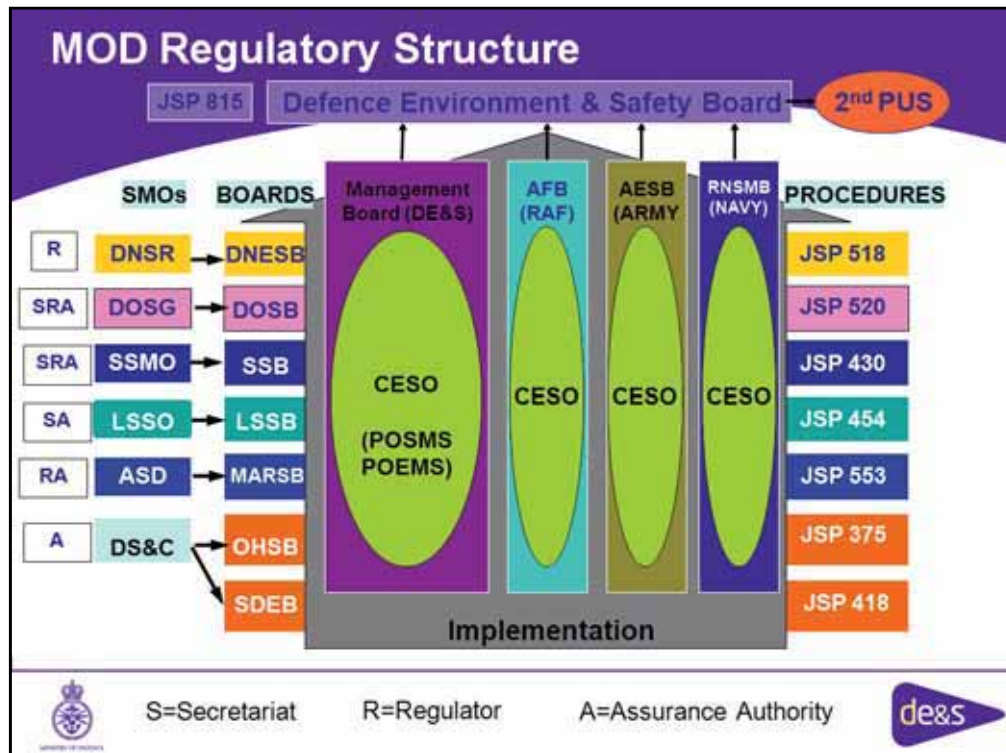 MOD Regulatory Structure
JSP 815
Defence Environment & Safety Board
2nd PUS
SMOs
BOARDS
Management
Board (DE&S)
AFB
(RAF)
AESB
(ARMY
RNSMB
(NAVY)
PROCEDURES
R
DNSR
DNESB
JSP 518
SRA
DOSG
DOSB
JSP 520
SRA
SSMO
SSB
JSP 430
CESO
(POSMS
POEMS)
CESO
CESO
CESO
SA
LSSO
LSSB
JSP 454
RA
ASD
MARSB
JSP 553
A
DS&C
OHSB
JSP 375
SDEB
JSP 418
Implementation
MINISTRY OF DEFENCE
S=Secretariat
R=Regulator
A=Assurance Authority
de&s